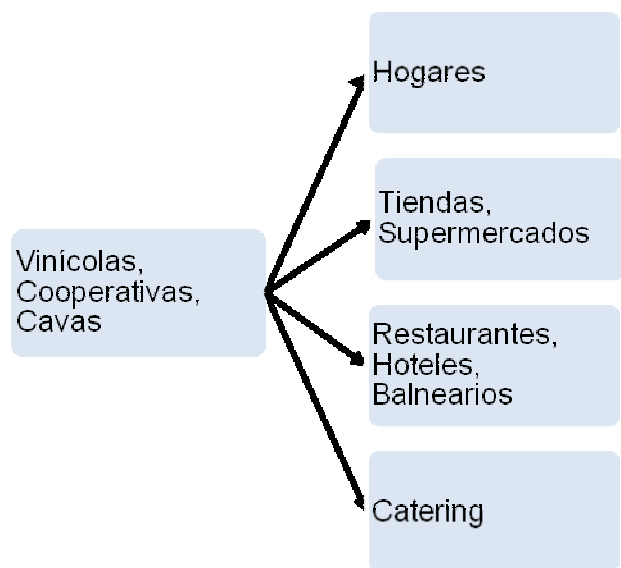 Hogares
Tiendas,
Supermercados
Vinícolas,
Cooperativas,
Cavas
Restaurantes,
Hoteles,
Balnearios
Catering